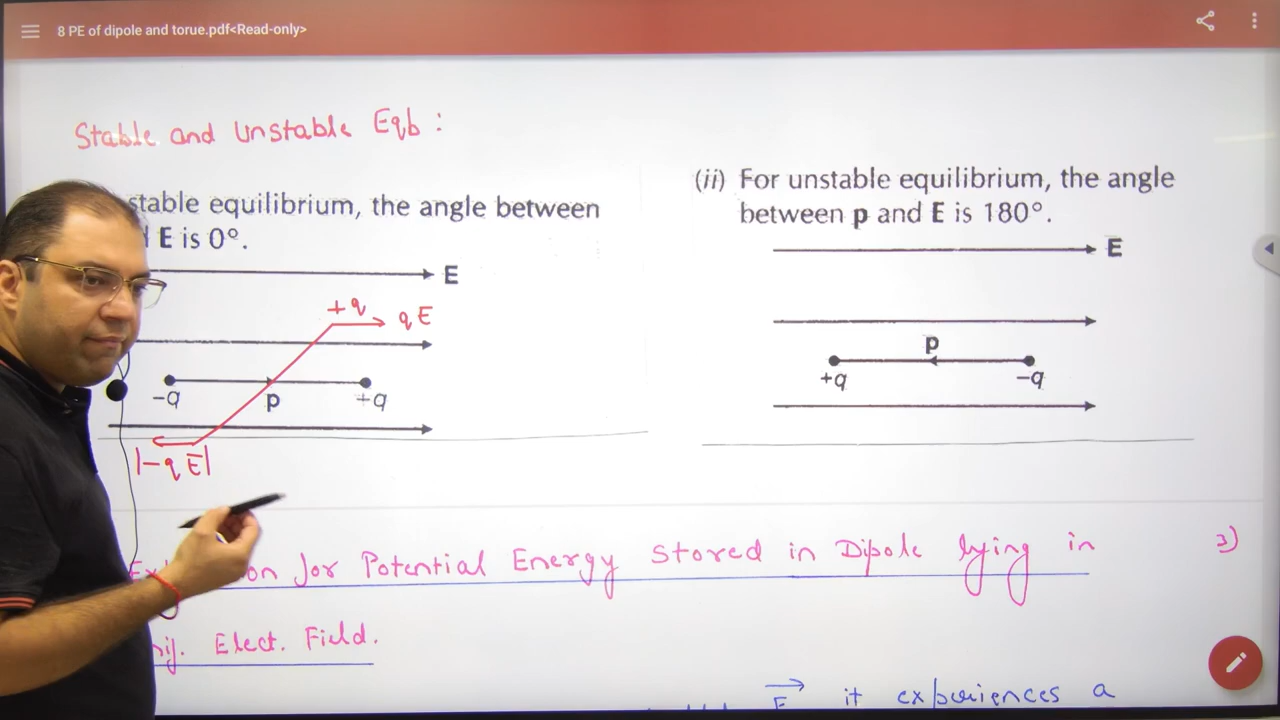 8 PE of dipole and torue.pdf<Read-only>
Stable and Unstable Eqb :
stable equilibrium, the angle between
E is 0°.
E
+q
qE
-q
p
+q
|-qE|
(ii) For unstable equilibrium, the angle
between p and E is 180°.
E
p
+q
-q
on for Potential Energy Stored in Dipole lying in
3)
Elect. Field.
E it experiences a